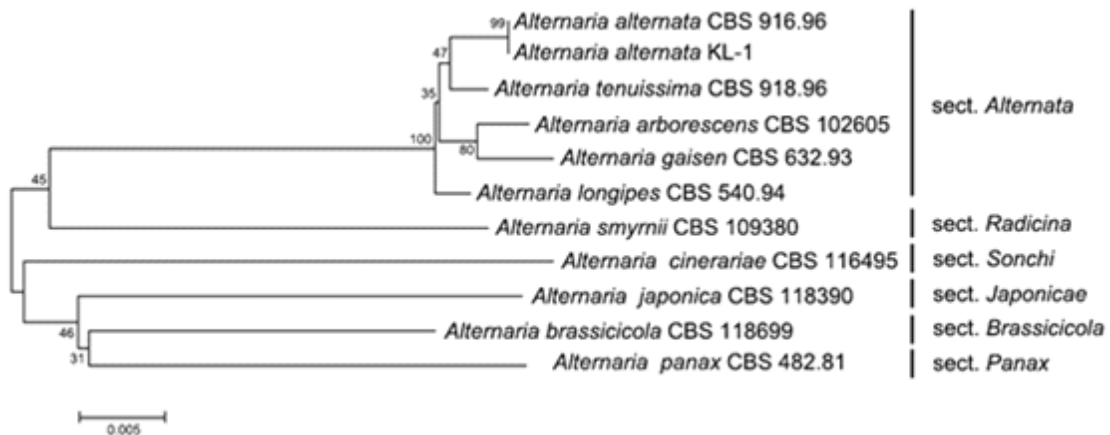 99
Alternaria alternata CBS 916.96
Alternaria alternata KL-1
47
Alternaria tenuissima CBS 918.96
35
sect. Alternata
Alternaria arborescens CBS 102605
100
80
Alternaria gaisen CBS 632.93
45
Alternaria longipes CBS 540.94
Alternaria smyrnii CBS 109380
sect. Radicina
Alternaria cinerariae CBS 116495
sect. Sonchi
Alternaria japonica CBS 118390
sect. Japonicae
46
Alternaria brassicicola CBS 118699
sect. Brassicicola
31
Alternaria panax CBS 482.81
sect. Panax
0.005